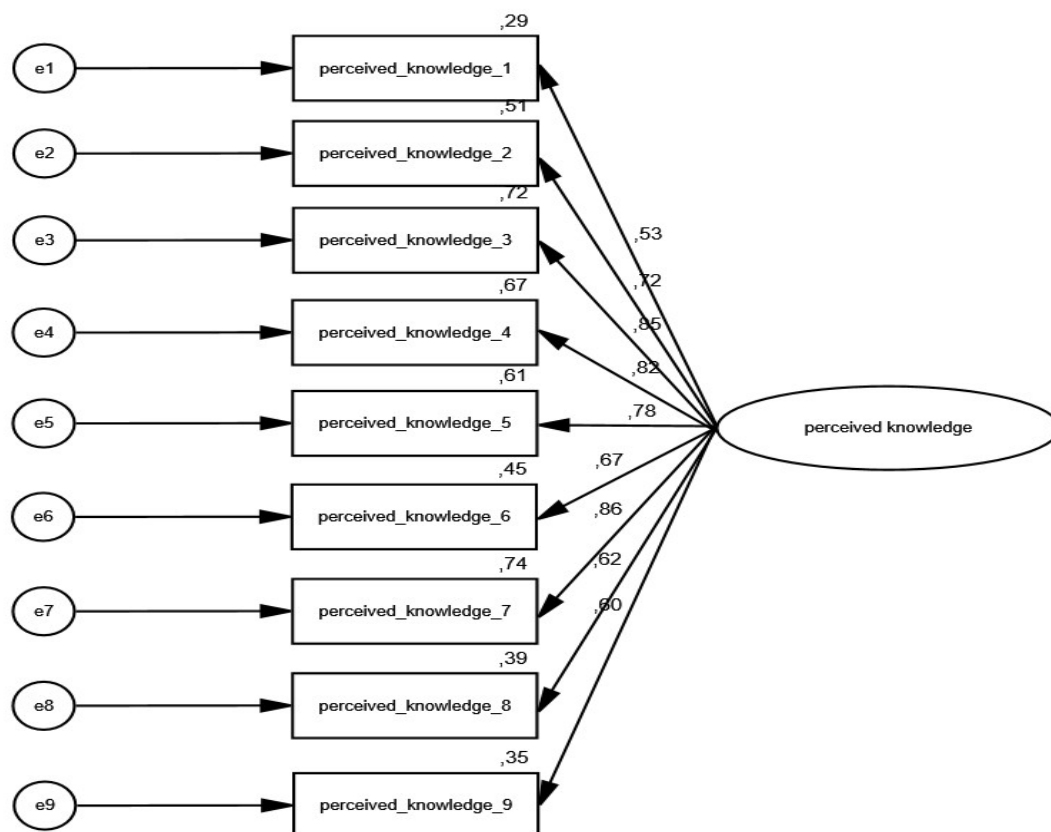 ,29
e1
perceived_knowledge_1
,51
e2
perceived_knowledge_2
,72
e3
perceived_knowledge_3
,67
e4
perceived_knowledge_4
,61
e5
perceived_knowledge_5
,45
e6
perceived_knowledge_6
,74
e7
perceived_knowledge_7
,39
e8
perceived_knowledge_8
,35
e9
perceived_knowledge_9
,53
,72
,85
,82
,78
,67
,86
,62
,60
perceived knowledge